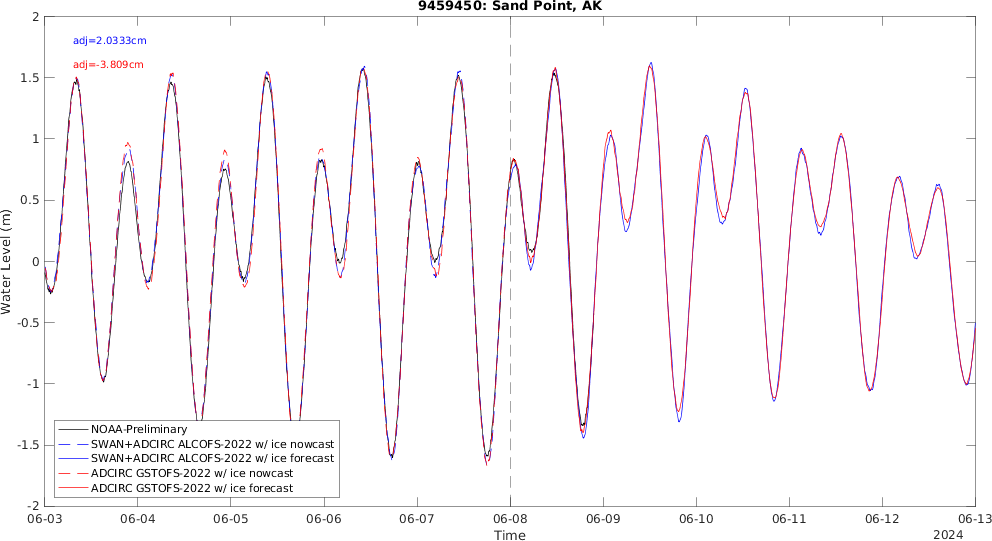 9459450: Sand Point, AK
adj=2.0333cm
adj=-3.809cm
Water Level (m)
2
1.5
1
0.5
0
-0.5
-1
-1.5
-2
NOAA-Preliminary
SWAN+ADCIRC ALCOFS-2022 w/ ice nowcast
SWAN+ADCIRC ALCOFS-2022 w/ ice forecast
ADCIRC GSTOFS-2022 w/ ice nowcast
ADCIRC GSTOFS-2022 w/ ice forecast
06-03 06-04 06-05 06-06 06-07 06-08 06-09 06-10 06-11 06-12 06-13
Time
2024